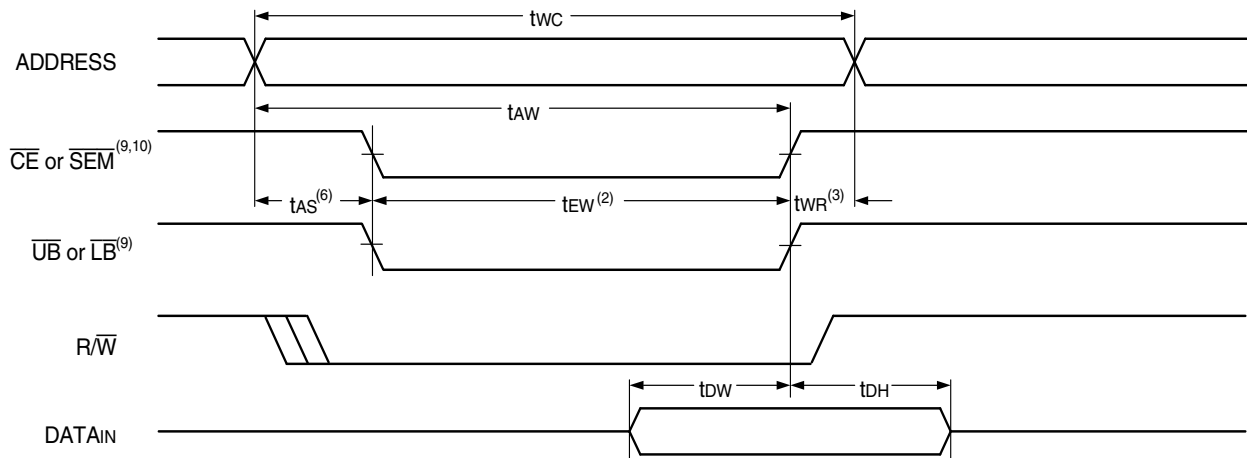 tWC
ADDRESS
tAW
CE or SEM(9,10)
tAS(6)
tEW(2)
tWR(3)
UB or LB(9)
R/W
tDW
tDH
DATAIN